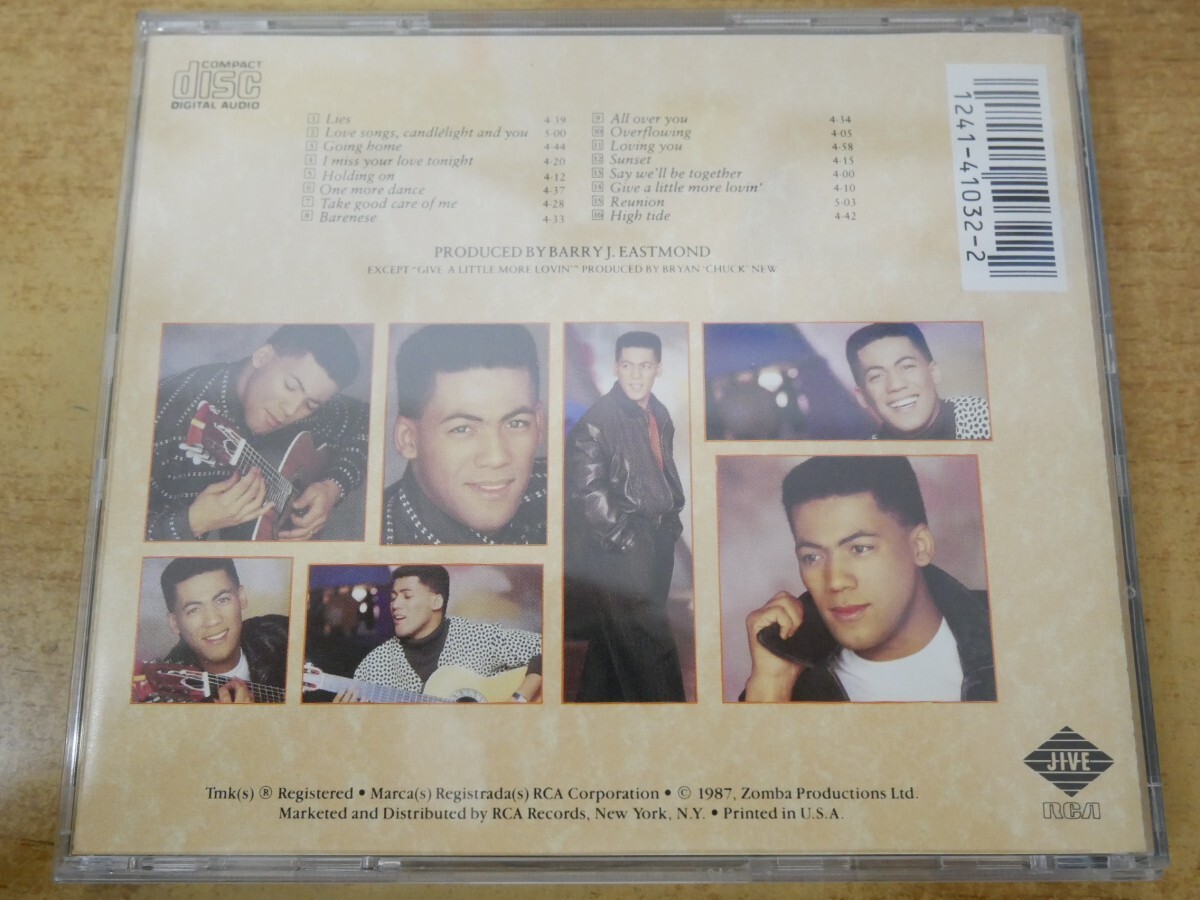 COMPACT
disc
DIGITAL AUDIO
1 Lies 4:39
2 Love songs, candlelight and you 5:00
3 Going home 4:44
4 I miss your love tonight 4:20
5 Holding on 4:12
6 One more dance 4:37
7 Take good care of me 4:28
8 Barenese 4:33
9 All over you 4:34
10 Overflowing 4:05
11 Loving you 4:58
12 Sunset 4:15
13 Say we'll be together 4:00
14 Give a little more lovin' 4:10
15 Reunion 5:03
16 High tide 4:42
PRODUCED BY BARRY J. EASTMOND
EXCEPT "GIVE A LITTLE MORE LOVIN'" PRODUCED BY BRYAN 'CHUCK' NEW
1241-41032-2
Tmk(s) ® Registered • Marca(s) Registrada(s) RCA Corporation • © 1987, Zomba Productions Ltd.
Marketed and Distributed by RCA Records, New York, N.Y. • Printed in U.S.A.
JIVE
RCA